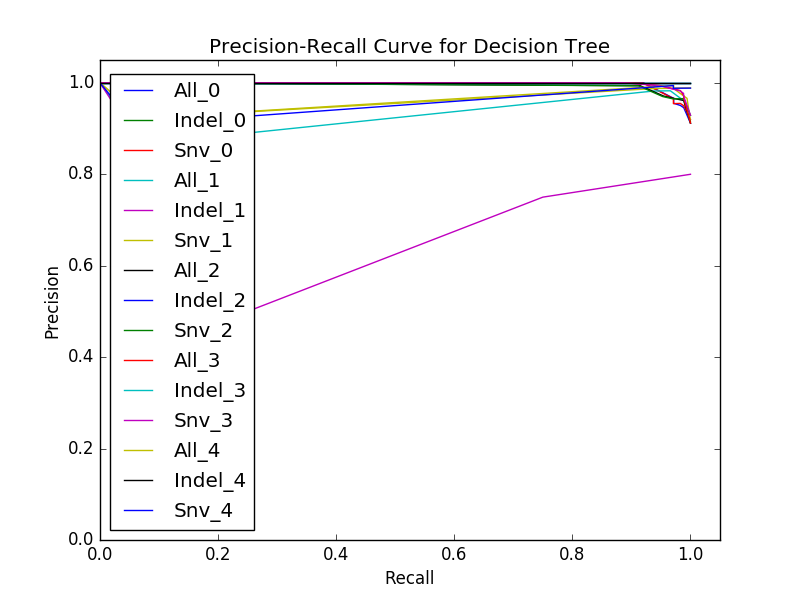 Precision-Recall Curve for Decision Tree
1.0
0.8
0.6
0.4
0.2
0.0
Precision
All_0
Indel_0
Snv_0
All_1
Indel_1
Snv_1
All_2
Indel_2
Snv_2
All_3
Indel_3
Snv_3
All_4
Indel_4
Snv_4
0.0 0.2 0.4 0.6 0.8 1.0
Recall